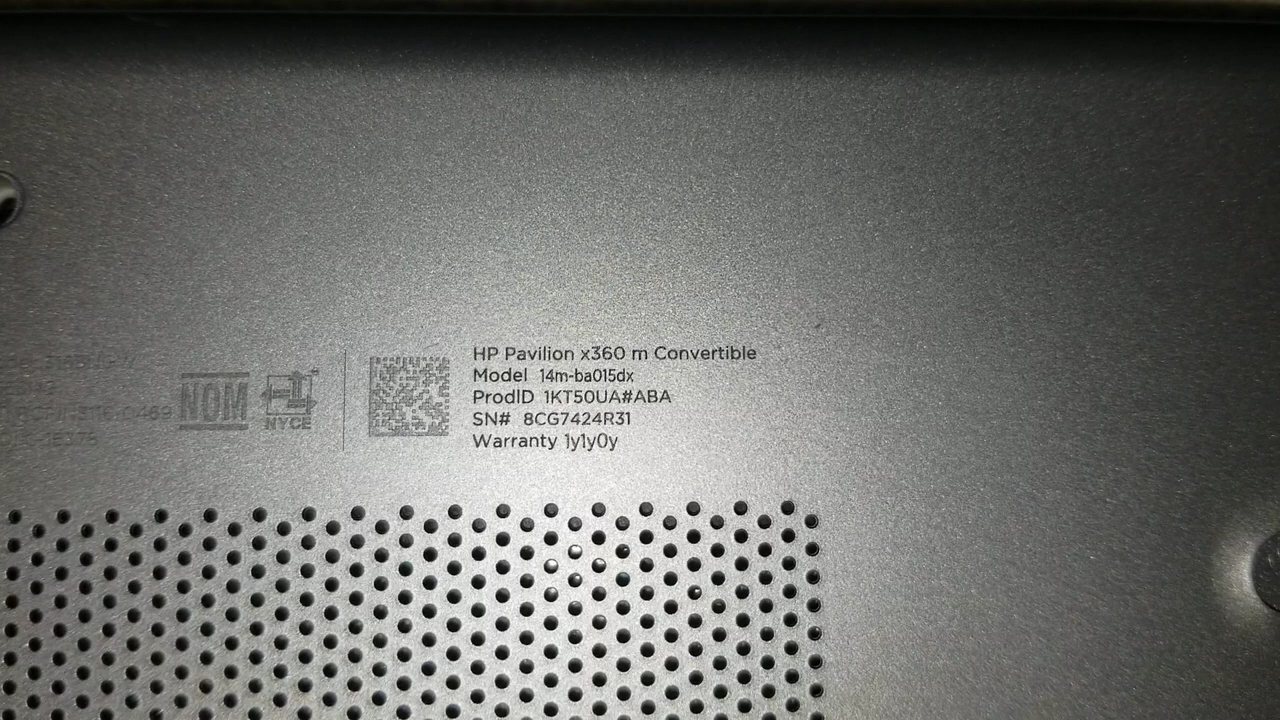 HP Pavilion x360 m Convertible
Model 14m-ba015dx
ProdID 1KT50UA#ABA
SN# 8CG7424R31
Warranty 1y1y0y
NOM
NYCE